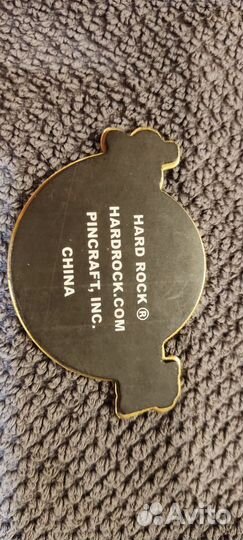 HARD ROCK ®
HARDROCK.COM
PINCRAFT, INC.
CHINA
Avito